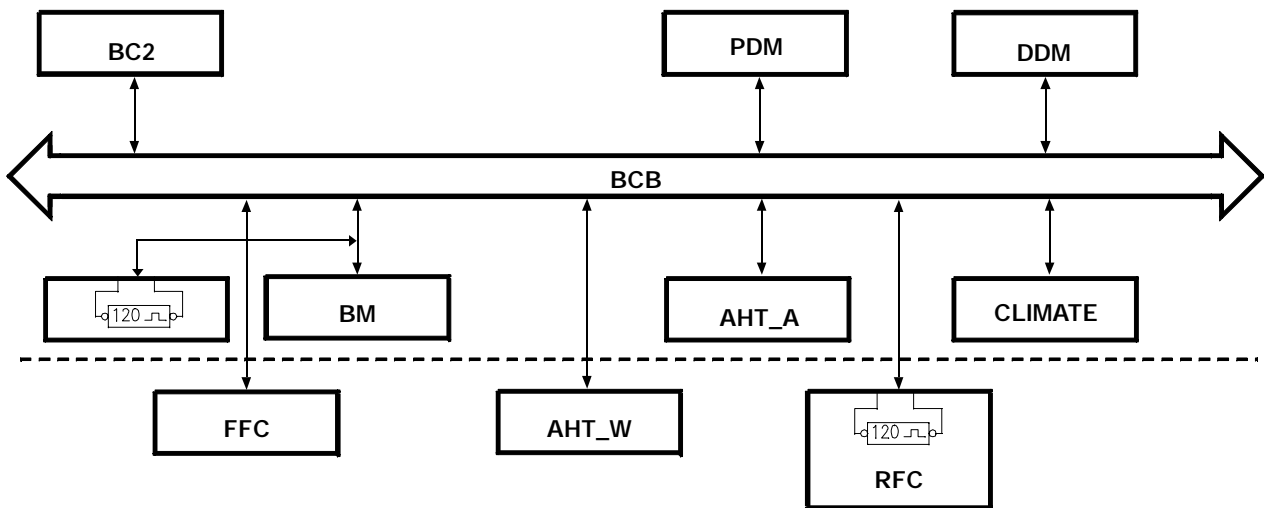 BC2
PDM
DDM
BCB
120
BM
AHT_A
CLIMATE
FFC
AHT_W
120
RFC